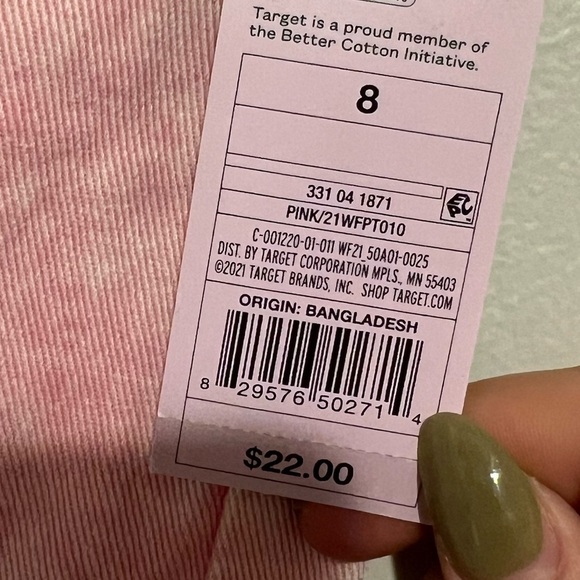 Target is a proud member of
the Better Cotton Initiative.
8
331 04 1871
PINK/21WFPT010
C-001220-01-011 WF21_50A01-0025
DIST. BY TARGET CORPORATION MPLS., MN 55403
©2021 TARGET BRANDS, INC. SHOP TARGET.COM
ORIGIN: BANGLADESH
8 29576 50271 4
$22.00